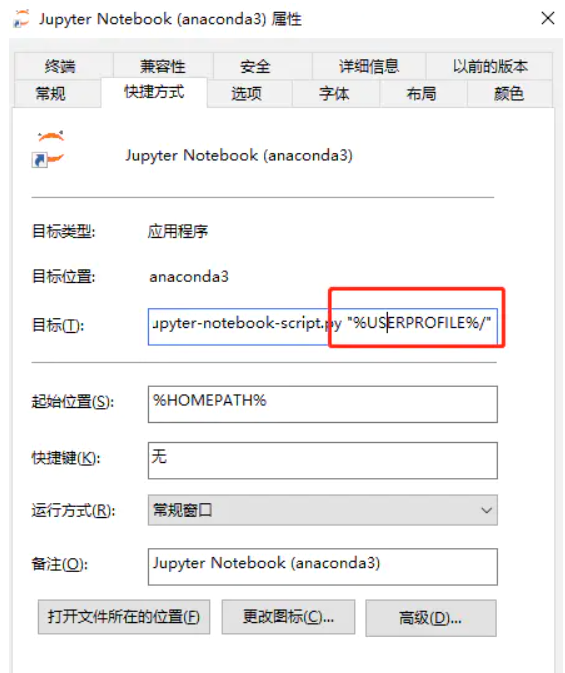 Jupyter Notebook (anaconda3) 属性
终端 兼容性 安全 详细信息 以前的版本
常规 快捷方式 选项 字体 布局 颜色
Jupyter Notebook (anaconda3)
目标类型: 应用程序
目标位置: anaconda3
目标(T): upyter-notebook-script.py "%USERPROFILE%/"
起始位置(S): %HOMEPATH%
快捷键(K): 无
运行方式(R): 常规窗口
备注(O): Jupyter Notebook (anaconda3)
打开文件所在的位置(F) 更改图标(C)... 高级(D)...